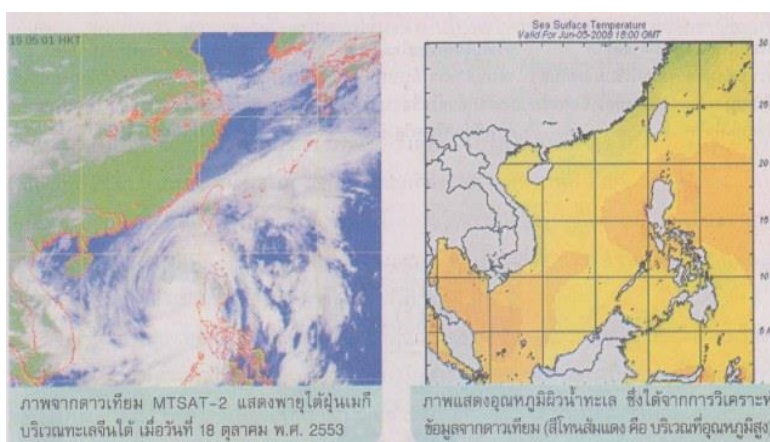 19.05.01 HKT
ภาพจากดาวเทียม MTSAT-2 แสดงพายุไต้ฝุ่นเมกี
บริเวณทะเลจีนใต้ เมื่อวันที่ 18 ตุลาคม พ.ศ. 2553
Sea Surface Temperature
Valid For Jun-05-2008 18:00 GMT
30
25
20
15
10
5
ภาพแสดงอุณหภูมิผิวน้ำทะเล ซึ่งได้จากการวิเคราะห
ข้อมูลจากดาวเทียม (สีโทนส้มแดง คือ บริเวณที่อุณหภูมิสูง)